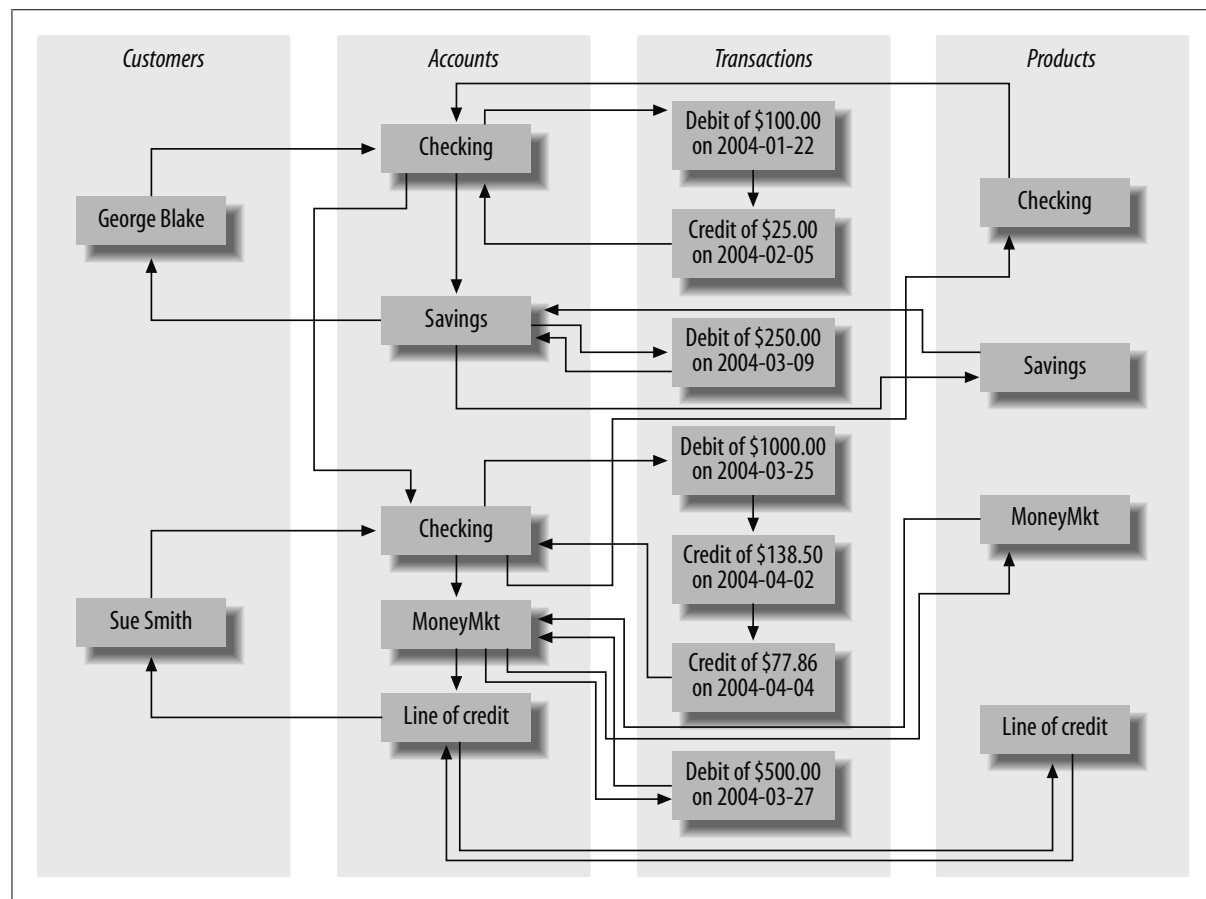 Customers
Accounts
Transactions
Products
George Blake
Sue Smith
Checking
Savings
Checking
MoneyMkt
Line of credit
Debit of $100.00
on 2004-01-22
Credit of $25.00
on 2004-02-05
Debit of $250.00
on 2004-03-09
Debit of $1000.00
on 2004-03-25
Credit of $138.50
on 2004-04-02
Credit of $77.86
on 2004-04-04
Debit of $500.00
on 2004-03-27
Checking
Savings
MoneyMkt
Line of credit